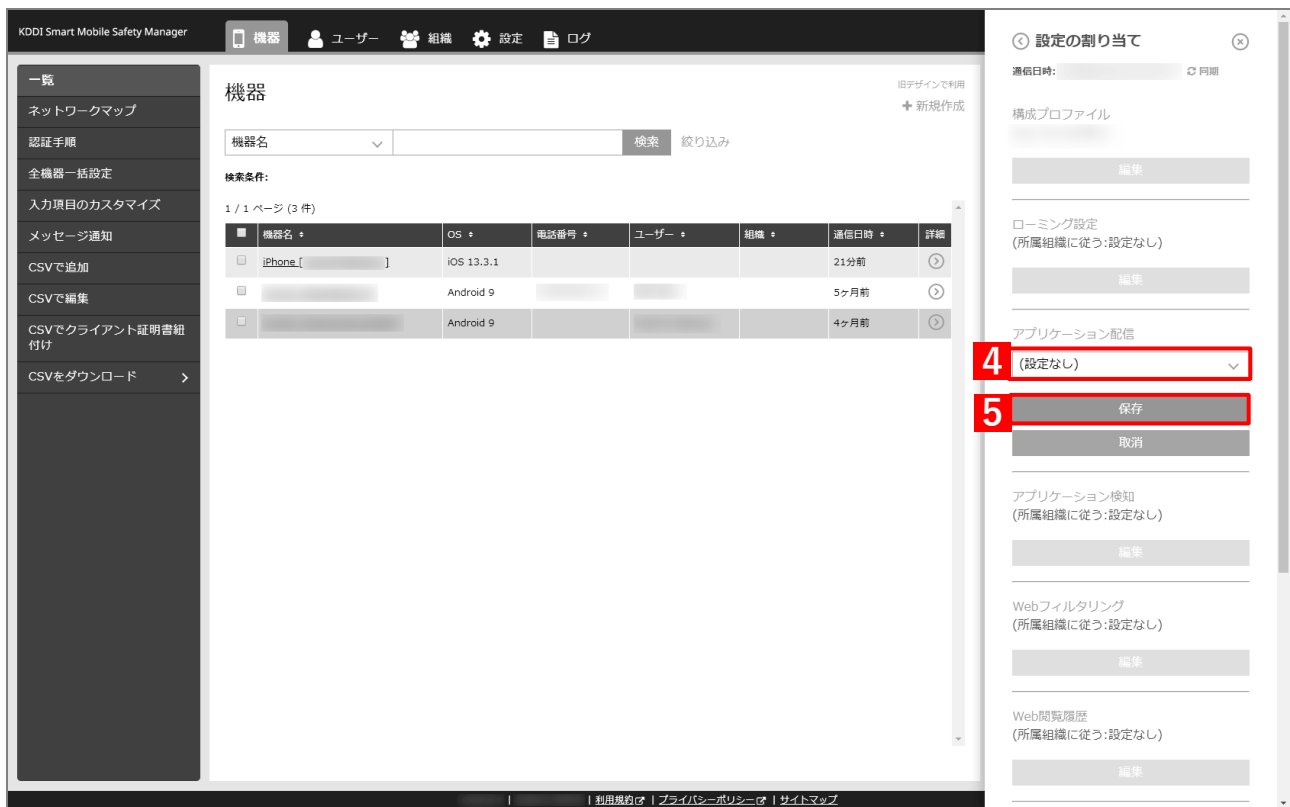 KDDI Smart Mobile Safety Manager
機器
ユーザー
組織
設定
ログ
一覧
ネットワークマップ
認証手順
全機器一括設定
入力項目のカスタマイズ
メッセージ通知
CSVで追加
CSVで編集
CSVでクライアント証明書紐
付け
CSVをダウンロード
機器
旧デザインで利用
新規作成
機器名 検索 絞り込み
検索条件:
1 / 1 ページ (3 件)
機器名 OS 電話番号 ユーザー 組織 通信日時 詳細
iPhone [ ] iOS 13.3.1 21分前
Android 9 5ヶ月前
Android 9 4ヶ月前
設定の割り当て
通信日時: 同期
構成プロファイル
編集
ローミング設定
(所属組織に従う:設定なし)
編集
アプリケーション配信
4 (設定なし)
5 保存
取消
アプリケーション検知
(所属組織に従う:設定なし)
編集
Webフィルタリング
(所属組織に従う:設定なし)
編集
Web閲覧履歴
(所属組織に従う:設定なし)
編集
| | 利用規約 | プライバシーポリシー | サイトマップ